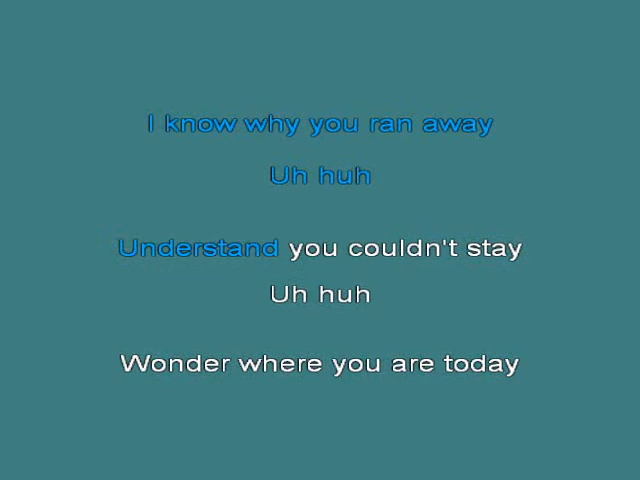 I know why you ran away
Uh huh
Understand you couldn't stay
Uh huh
Wonder where you are today